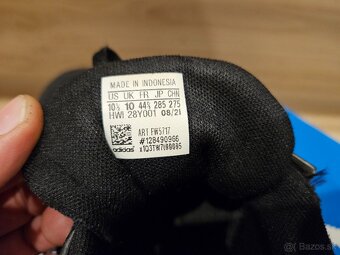 MADE IN INDONESIA
US UK FR JP CHN
10½ 10 44⅔ 285 275
HWI 28Y001 08/21
ART FW5717
#128490966
adidas
Bazos.sk